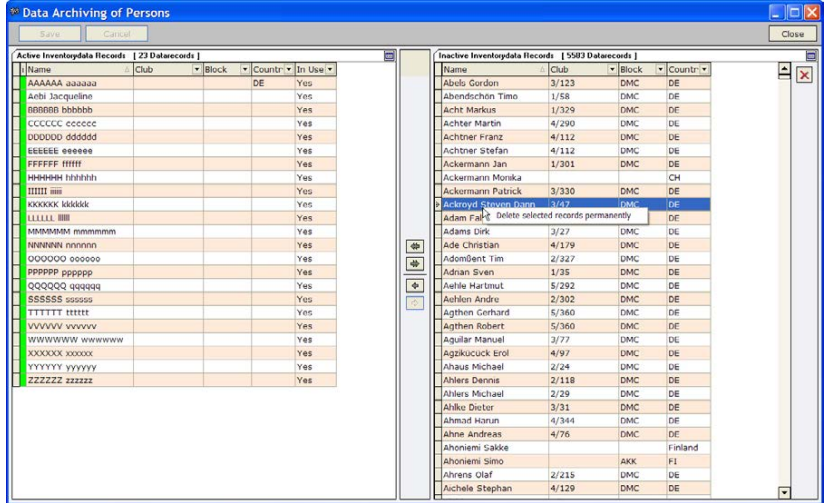 Data Archiving of Persons
Save Cancel Close
Active Inventorydata Records [ 23 Datarecords ]
Name Club Block Countr In Use
AAAAAA aaaaaa DE Yes
Aebi Jacqueline Yes
BBBBBB bbbbbb Yes
CCCCCC cccccc Yes
DDDDDD dddddd Yes
EEEEEE eeeeee Yes
FFFFFF ffffff Yes
HHHHHH hhhhhh Yes
IIIIII iiiiii Yes
KKKKKK kkkkkk Yes
LLLLLL llllll Yes
MMMMMM mmmmmm Yes
NNNNNN nnnnnn Yes
OOOOOO oooooo Yes
PPPPPP pppppp Yes
QQQQQQ qqqqqq Yes
SSSSSS ssssss Yes
TTTTTT tttttt Yes
VVVVVV vvvvvv Yes
WWWWWW wwwwww Yes
XXXXXX xxxxxx Yes
YYYYYY yyyyyy Yes
ZZZZZZ zzzzzz Yes
Inactive Inventorydata Records [ 5583 Datarecords ]
Name Club Block Countr
Abels Gordon 3/123 DMC DE
Abendschön Timo 1/58 DMC DE
Acht Markus 1/329 DMC DE
Achter Martin 4/290 DMC DE
Achtner Franz 4/112 DMC DE
Achtner Stefan 4/112 DMC DE
Ackermann Jan 1/301 DMC DE
Ackermann Monika CH
Ackermann Patrick 3/330 DMC DE
Ackroyd Steven Dann 3/47 DMC DE
Adam DE
Delete selected records permanently
Adams Dirk 3/27 DMC DE
Ade Christian 4/179 DMC DE
Adomßent Tim 2/327 DMC DE
Adrian Sven 1/35 DMC DE
Aehle Hartmut 5/292 DMC DE
Aehlen Andre 2/302 DMC DE
Agthen Gerhard 5/360 DMC DE
Agthen Robert 5/360 DMC DE
Aguilar Manuel 3/77 DMC DE
Agzikücück Erol 4/97 DMC DE
Ahaus Michael 2/24 DMC DE
Ahlers Dennis 2/118 DMC DE
Ahlers Michael 2/29 DMC DE
Ahlke Dieter 3/31 DMC DE
Ahmad Harun 4/344 DMC DE
Ahne Andreas 4/76 DMC DE
Ahoniemi Sakke Finland
Ahoniemi Simo AKK FI
Ahrens Olaf 2/215 DMC DE
Aichele Stephan 4/129 DMC DE